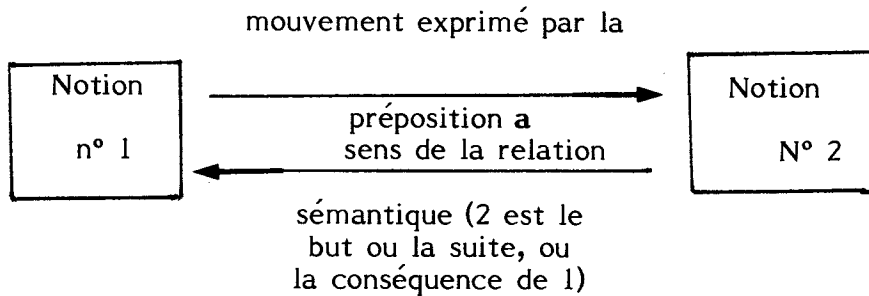 mouvement exprimé par la
Notion
n° 1
préposition a
sens de la relation
Notion
N° 2
sémantique (2 est le
but ou la suite, ou
la conséquence de 1)